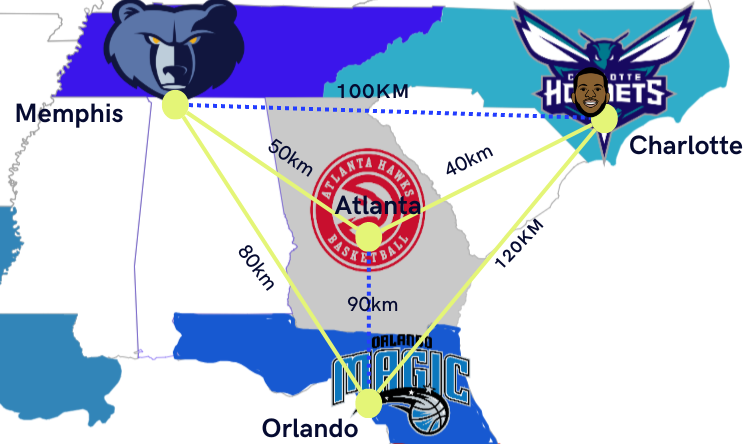 100KM
Memphis
CHARLOTTE
HORNETS
Charlotte
50km
40km
ATLANTA HAWKS
Atlanta
BASKETBALL
80km
120KM
90km
ORLANDO
MAGIC
Orlando